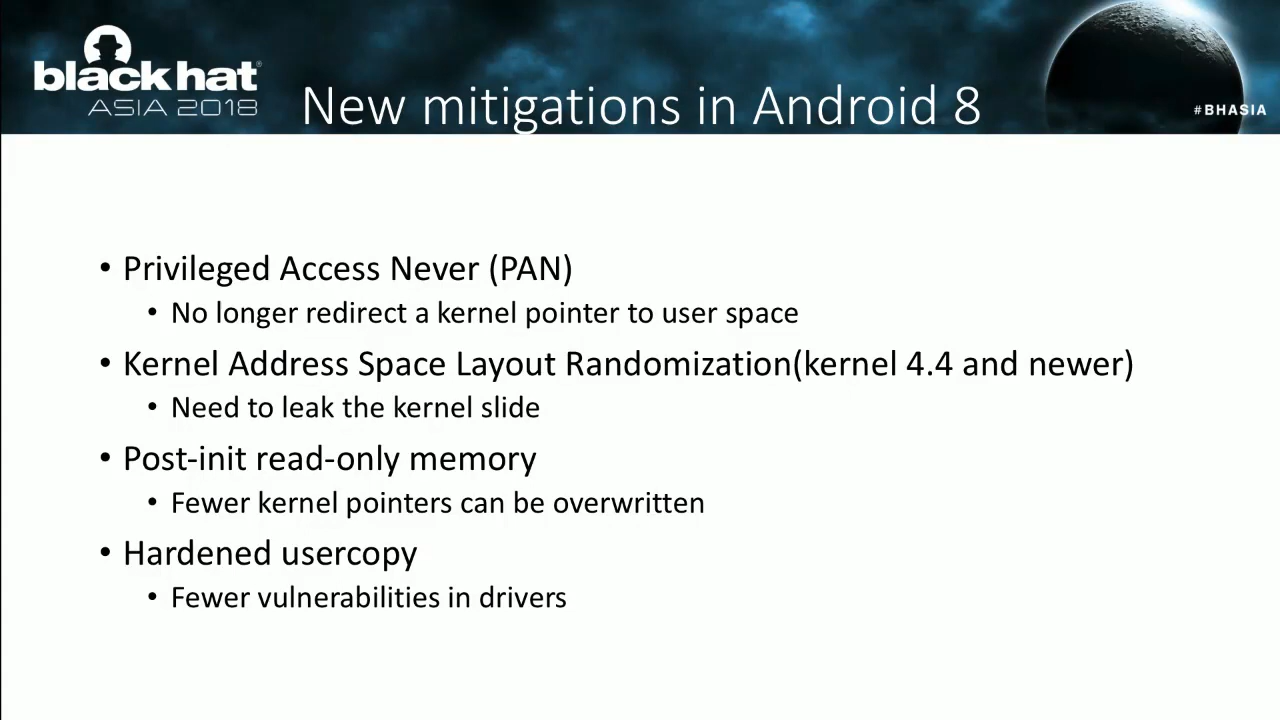 black hat®
ASIA 2018
New mitigations in Android 8
#BHASIA
• Privileged Access Never (PAN)
• No longer redirect a kernel pointer to user space
• Kernel Address Space Layout Randomization(kernel 4.4 and newer)
• Need to leak the kernel slide
• Post-init read-only memory
• Fewer kernel pointers can be overwritten
• Hardened usercopy
• Fewer vulnerabilities in drivers